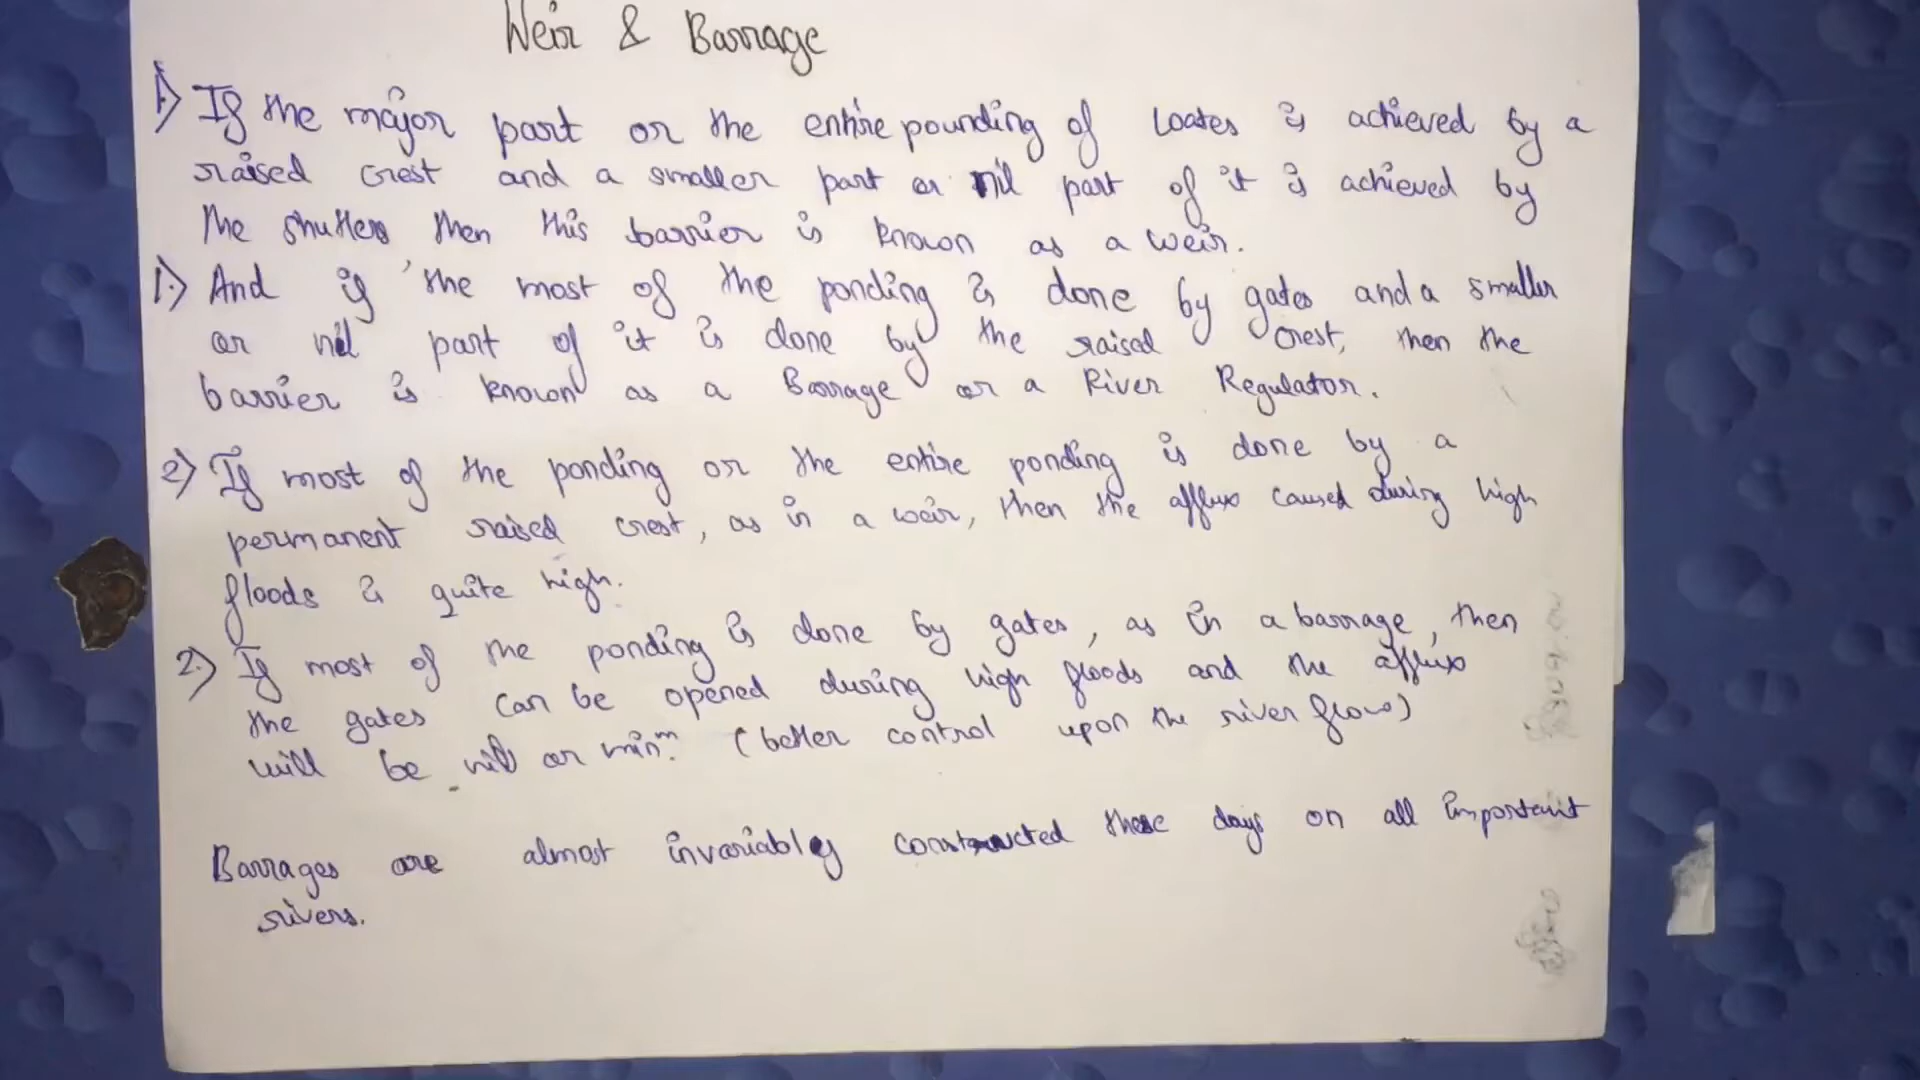 Weir & Barrage
1.) If the major part or the entire pounding of water is achieved by a
raised crest and a smaller part or nil part of it is achieved by
the shutters then this barrier is known as a weir.
1.) And if the most of the ponding is done by gates and a smaller
or nil part of it is done by the raised crest, then the
barrier is known as a Barrage or a River Regulator.
2) If most of the ponding or the entire ponding is done by a
permanent raised crest, as in a weir, then the afflux caused during high
floods is quite high.
2.) If most of the ponding is done by gates, as in a barrage, then
the gates can be opened during high floods and the afflux
will be nil or minm. (better control upon the river flow)
Barrages are almost invariably constructed these days on all important
rivers.